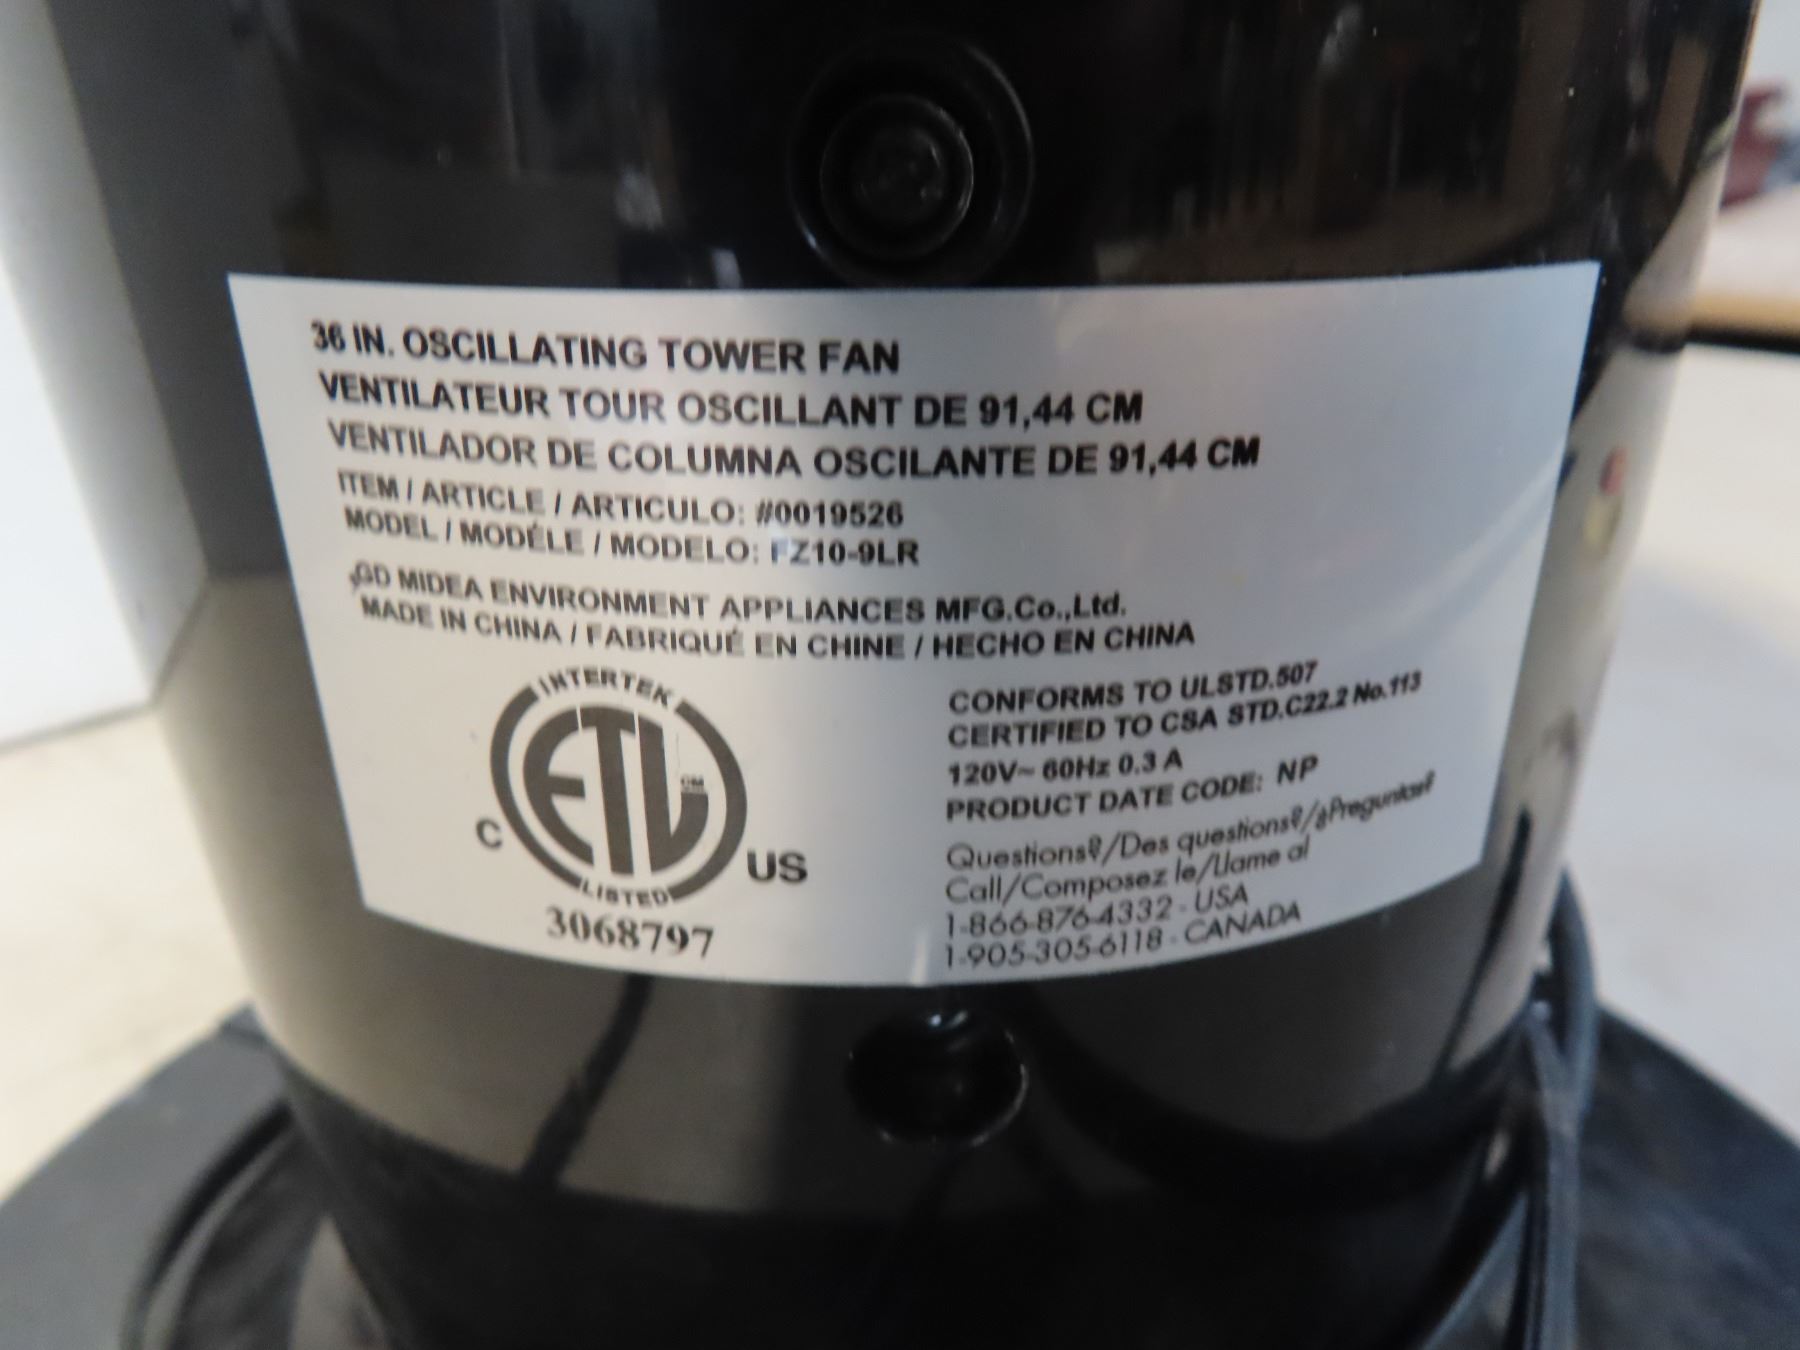 36 IN. OSCILLATING TOWER FAN
VENTILATEUR TOUR OSCILLANT DE 91,44 CM
VENTILADOR DE COLUMNA OSCILANTE DE 91,44 CM
ITEM / ARTICLE / ARTICULO: #0019526
MODEL / MODÉLE / MODELO: FZ10-9LR
GD MIDEA ENVIRONMENT APPLIANCES MFG.Co.,Ltd.
MADE IN CHINA / FABRIQUÉ EN CHINE / HECHO EN CHINA
INTERTEK
ETL CM
C US
LISTED
3068797
CONFORMS TO ULSTD.507
CERTIFIED TO CSA STD.C22.2 No.113
120V~ 60Hz 0.3 A
PRODUCT DATE CODE: NP
Questions?/Des questions?/¿Preguntas?
Call/Composez le/Llame al
1-866-876-4332 - USA
1-905-305-6118 - CANADA